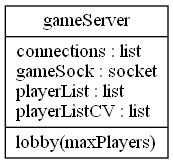 gameServer
connections : list
gameSock : socket
playerList : list
playerListCV : list
lobby(maxPlayers)